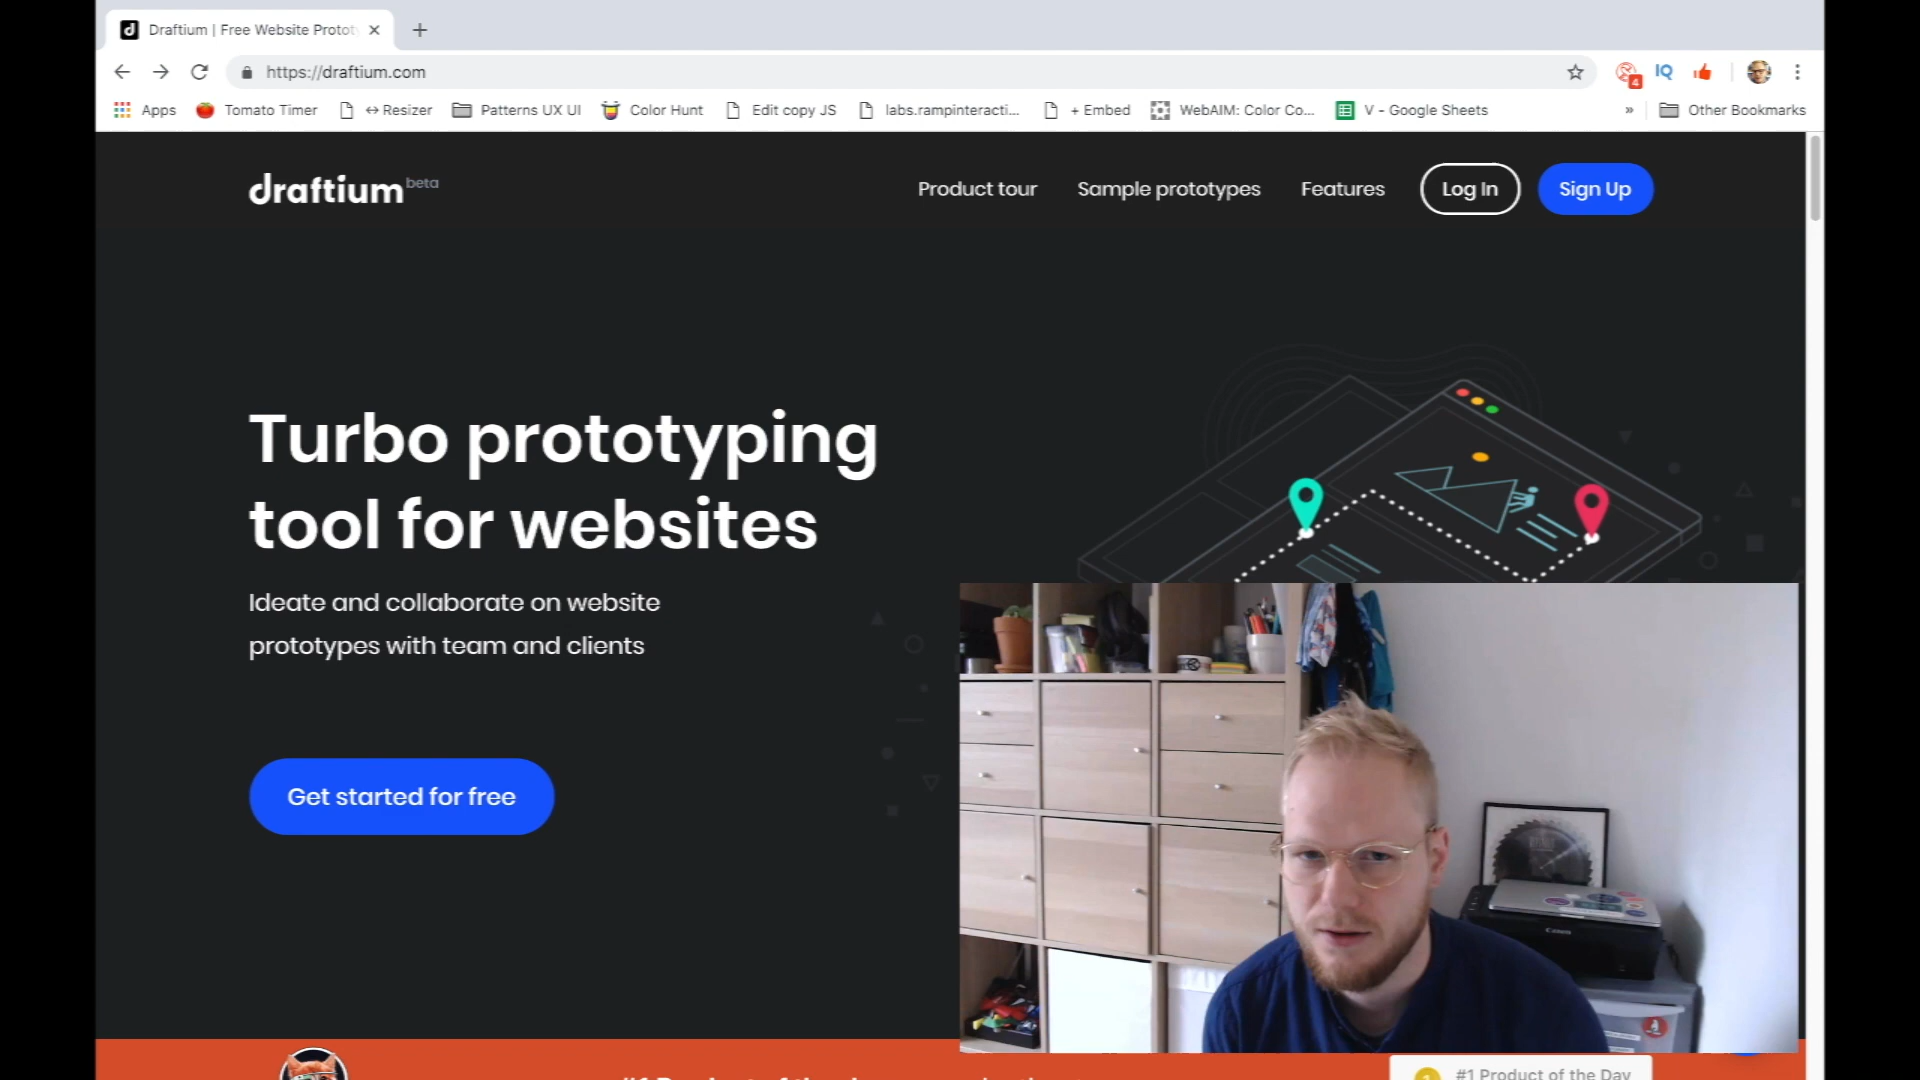 Draftium | Free Website Protot
https://draftium.com
4
IQ
Apps
Tomato Timer
↔ Resizer
Patterns UX UI
Color Hunt
Edit copy JS
labs.rampinteracti...
+ Embed
WebAIM: Color Co...
V - Google Sheets
»
Other Bookmarks
draftium beta
Product tour
Sample prototypes
Features
Log In
Sign Up
Turbo prototyping
tool for websites
Ideate and collaborate on website
prototypes with team and clients
Get started for free
Canon
#1 Product of the Day